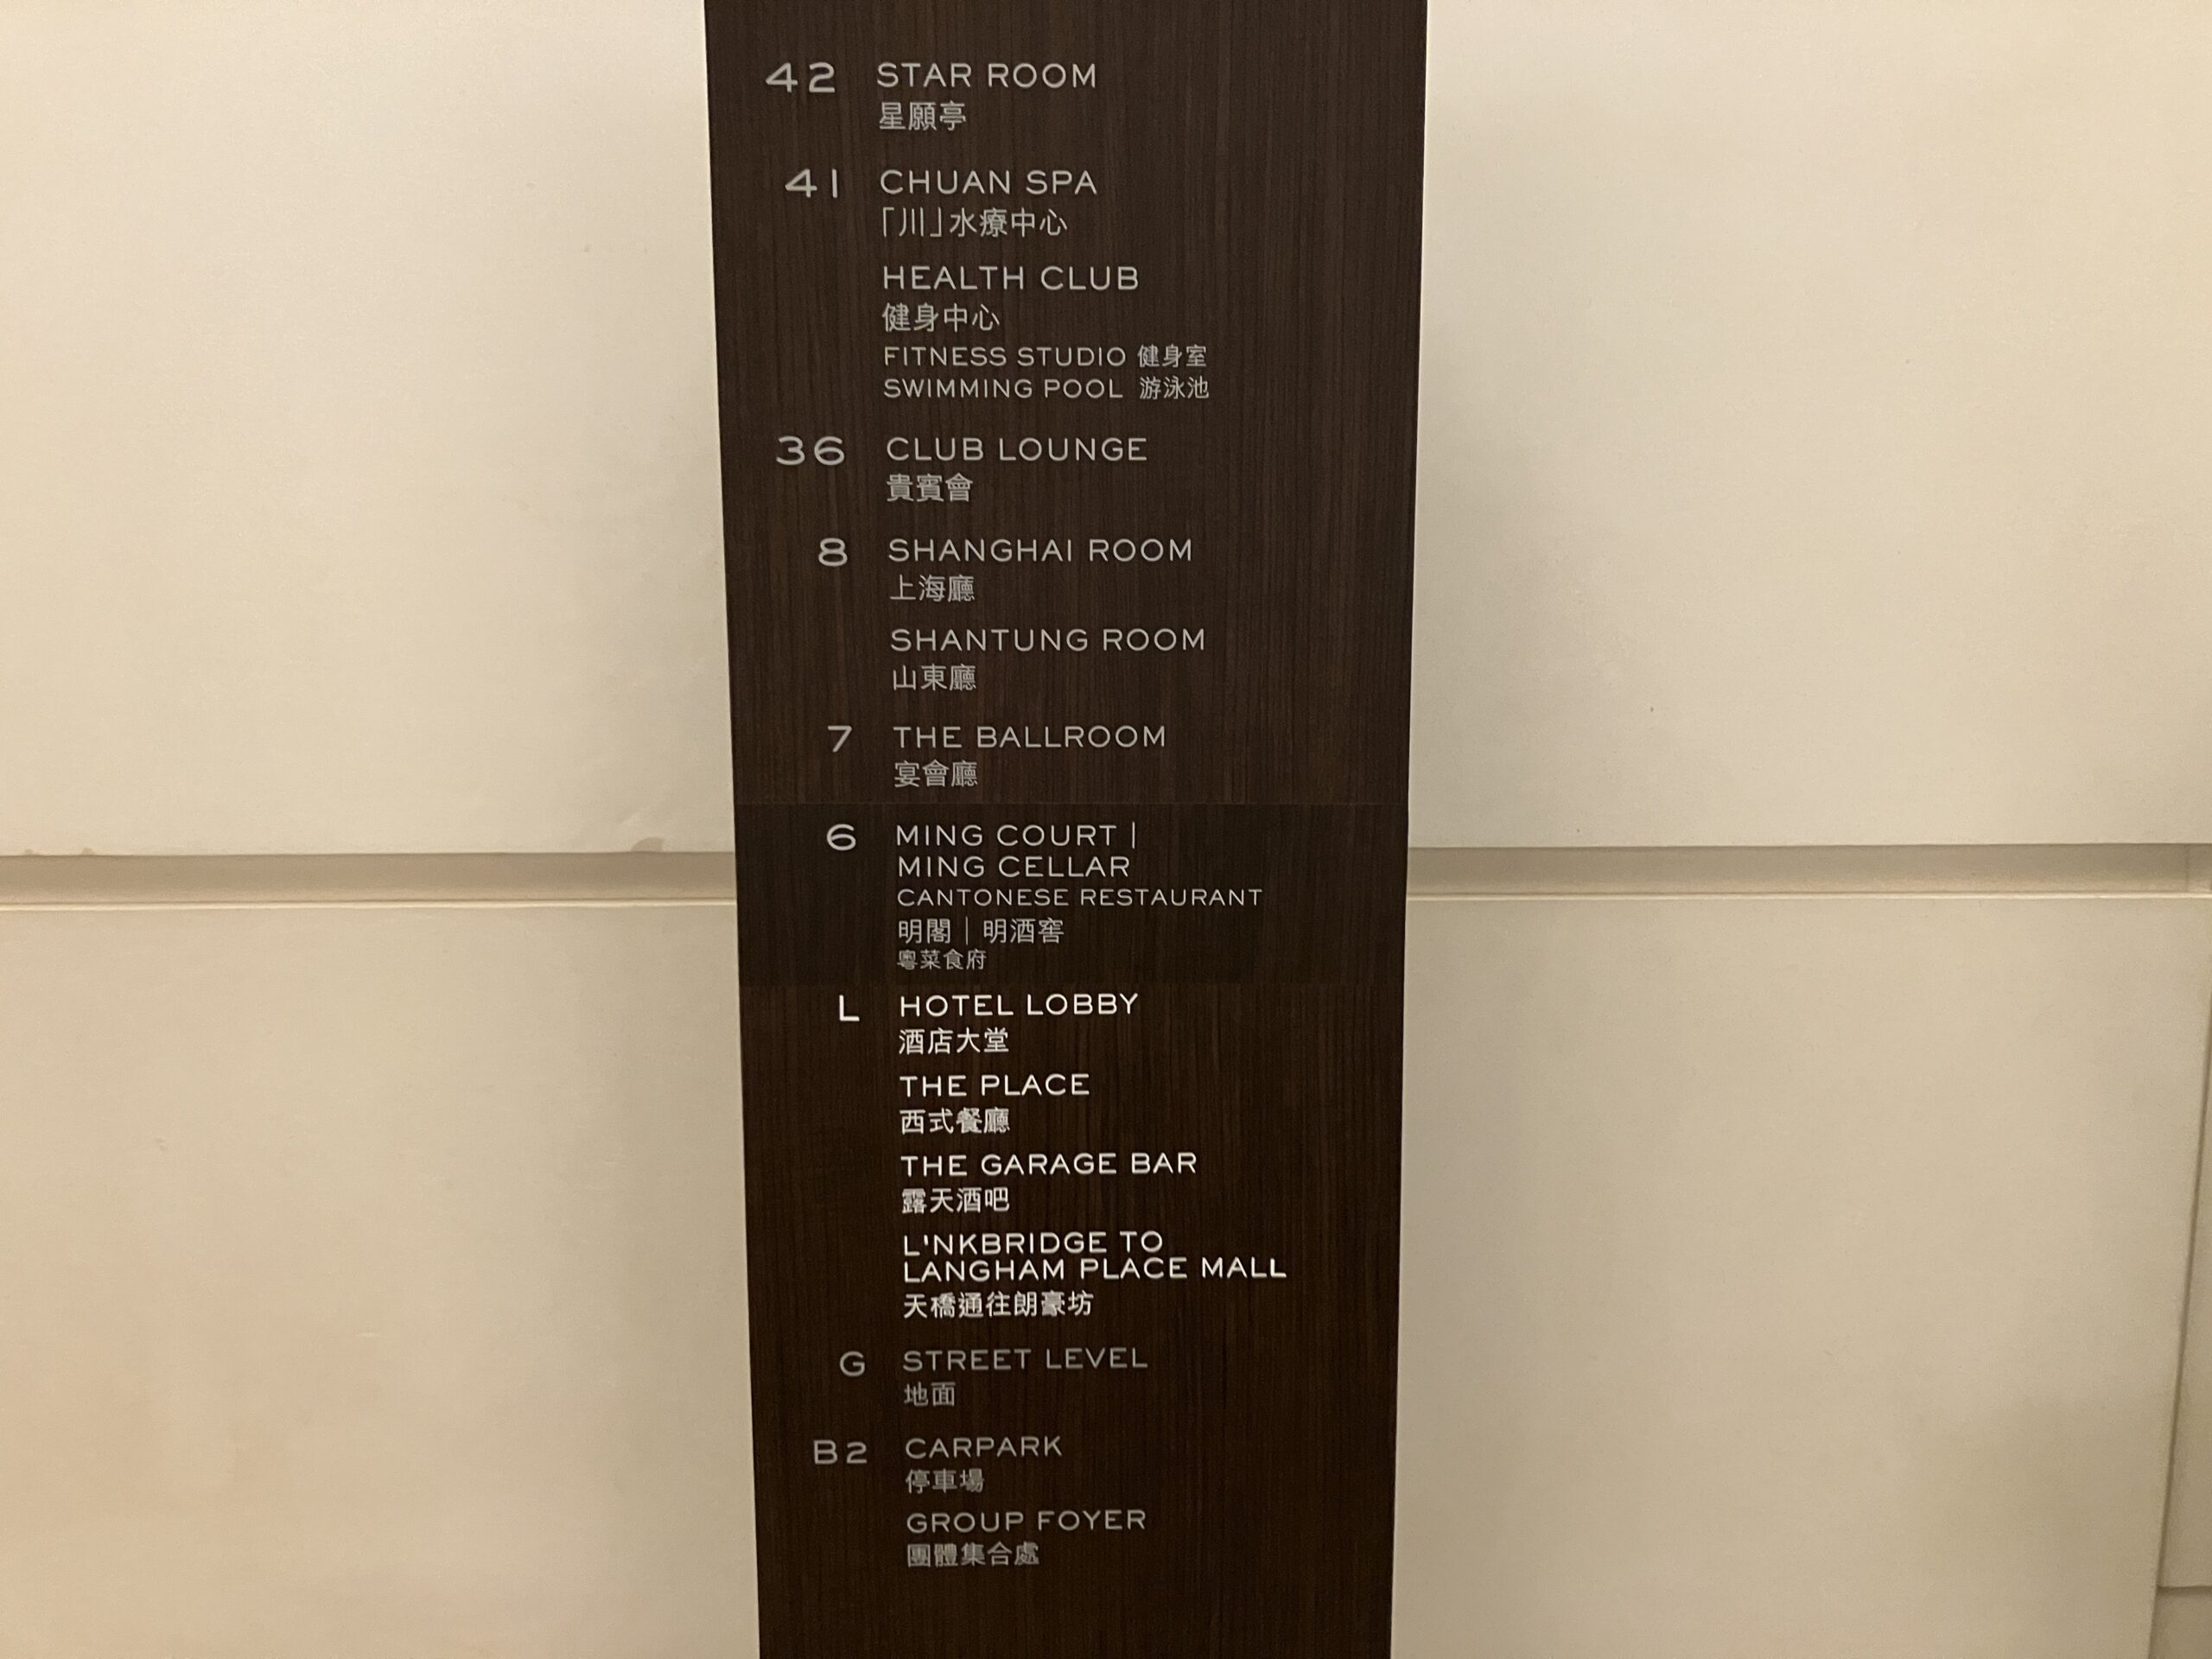 42 STAR ROOM
星願亭
41 CHUAN SPA
「川」水療中心
HEALTH CLUB
健身中心
FITNESS STUDIO 健身室
SWIMMING POOL 游泳池
36 CLUB LOUNGE
貴賓會
8 SHANGHAI ROOM
上海廳
SHANTUNG ROOM
山東廳
7 THE BALLROOM
宴會廳
6 MING COURT |
MING CELLAR
CANTONESE RESTAURANT
明閣｜明酒窖
粵菜食府
L HOTEL LOBBY
酒店大堂
THE PLACE
西式餐廳
THE GARAGE BAR
露天酒吧
L'NKBRIDGE TO
LANGHAM PLACE MALL
天橋通往朗豪坊
G STREET LEVEL
地面
B2 CARPARK
停車場
GROUP FOYER
團體集合處